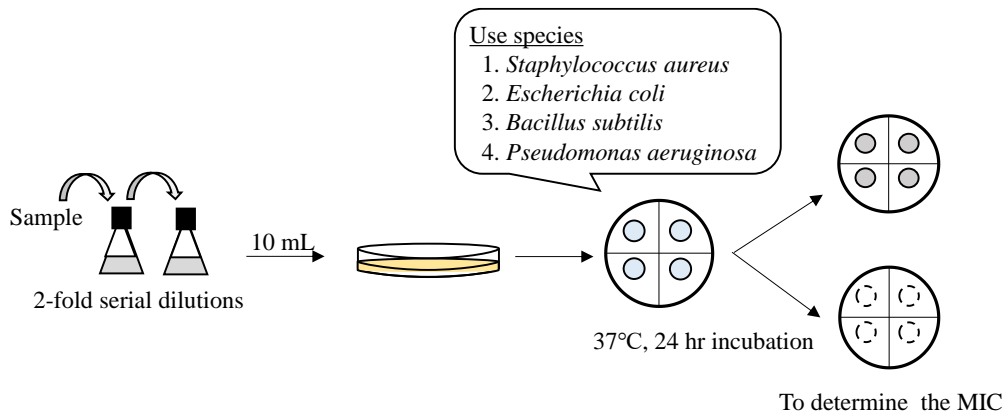 Use species
1. Staphylococcus aureus
2. Escherichia coli
3. Bacillus subtilis
4. Pseudomonas aeruginosa
Sample
10 mL
2-fold serial dilutions
37°C, 24 hr incubation
To determine the MIC